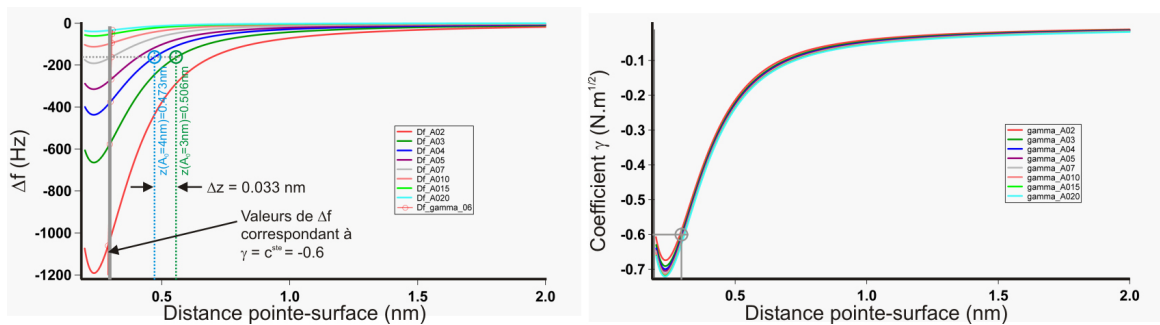 0
-200
-400
-600
-800
-1000
-1200
Δf (Hz)
0.5
1.0
1.5
2.0
Distance pointe-surface (nm)
z(A₀=4nm)=0.473nm
z(A₀=3nm)=0.506nm
Δz = 0.033 nm
Valeurs de Δf
correspondant à
γ = cste = -0.6
Df_A02
Df_A03
Df_A04
Df_A05
Df_A07
Df_A010
Df_A015
Df_A020
Df_gamma_06
-0.1
-0.2
-0.3
-0.4
-0.5
-0.6
-0.7
Coefficient γ (N.m1/2)
0.5
1.0
1.5
2.0
Distance pointe-surface (nm)
gamma_A02
gamma_A03
gamma_A04
gamma_A05
gamma_A07
gamma_A010
gamma_A015
gamma_A020